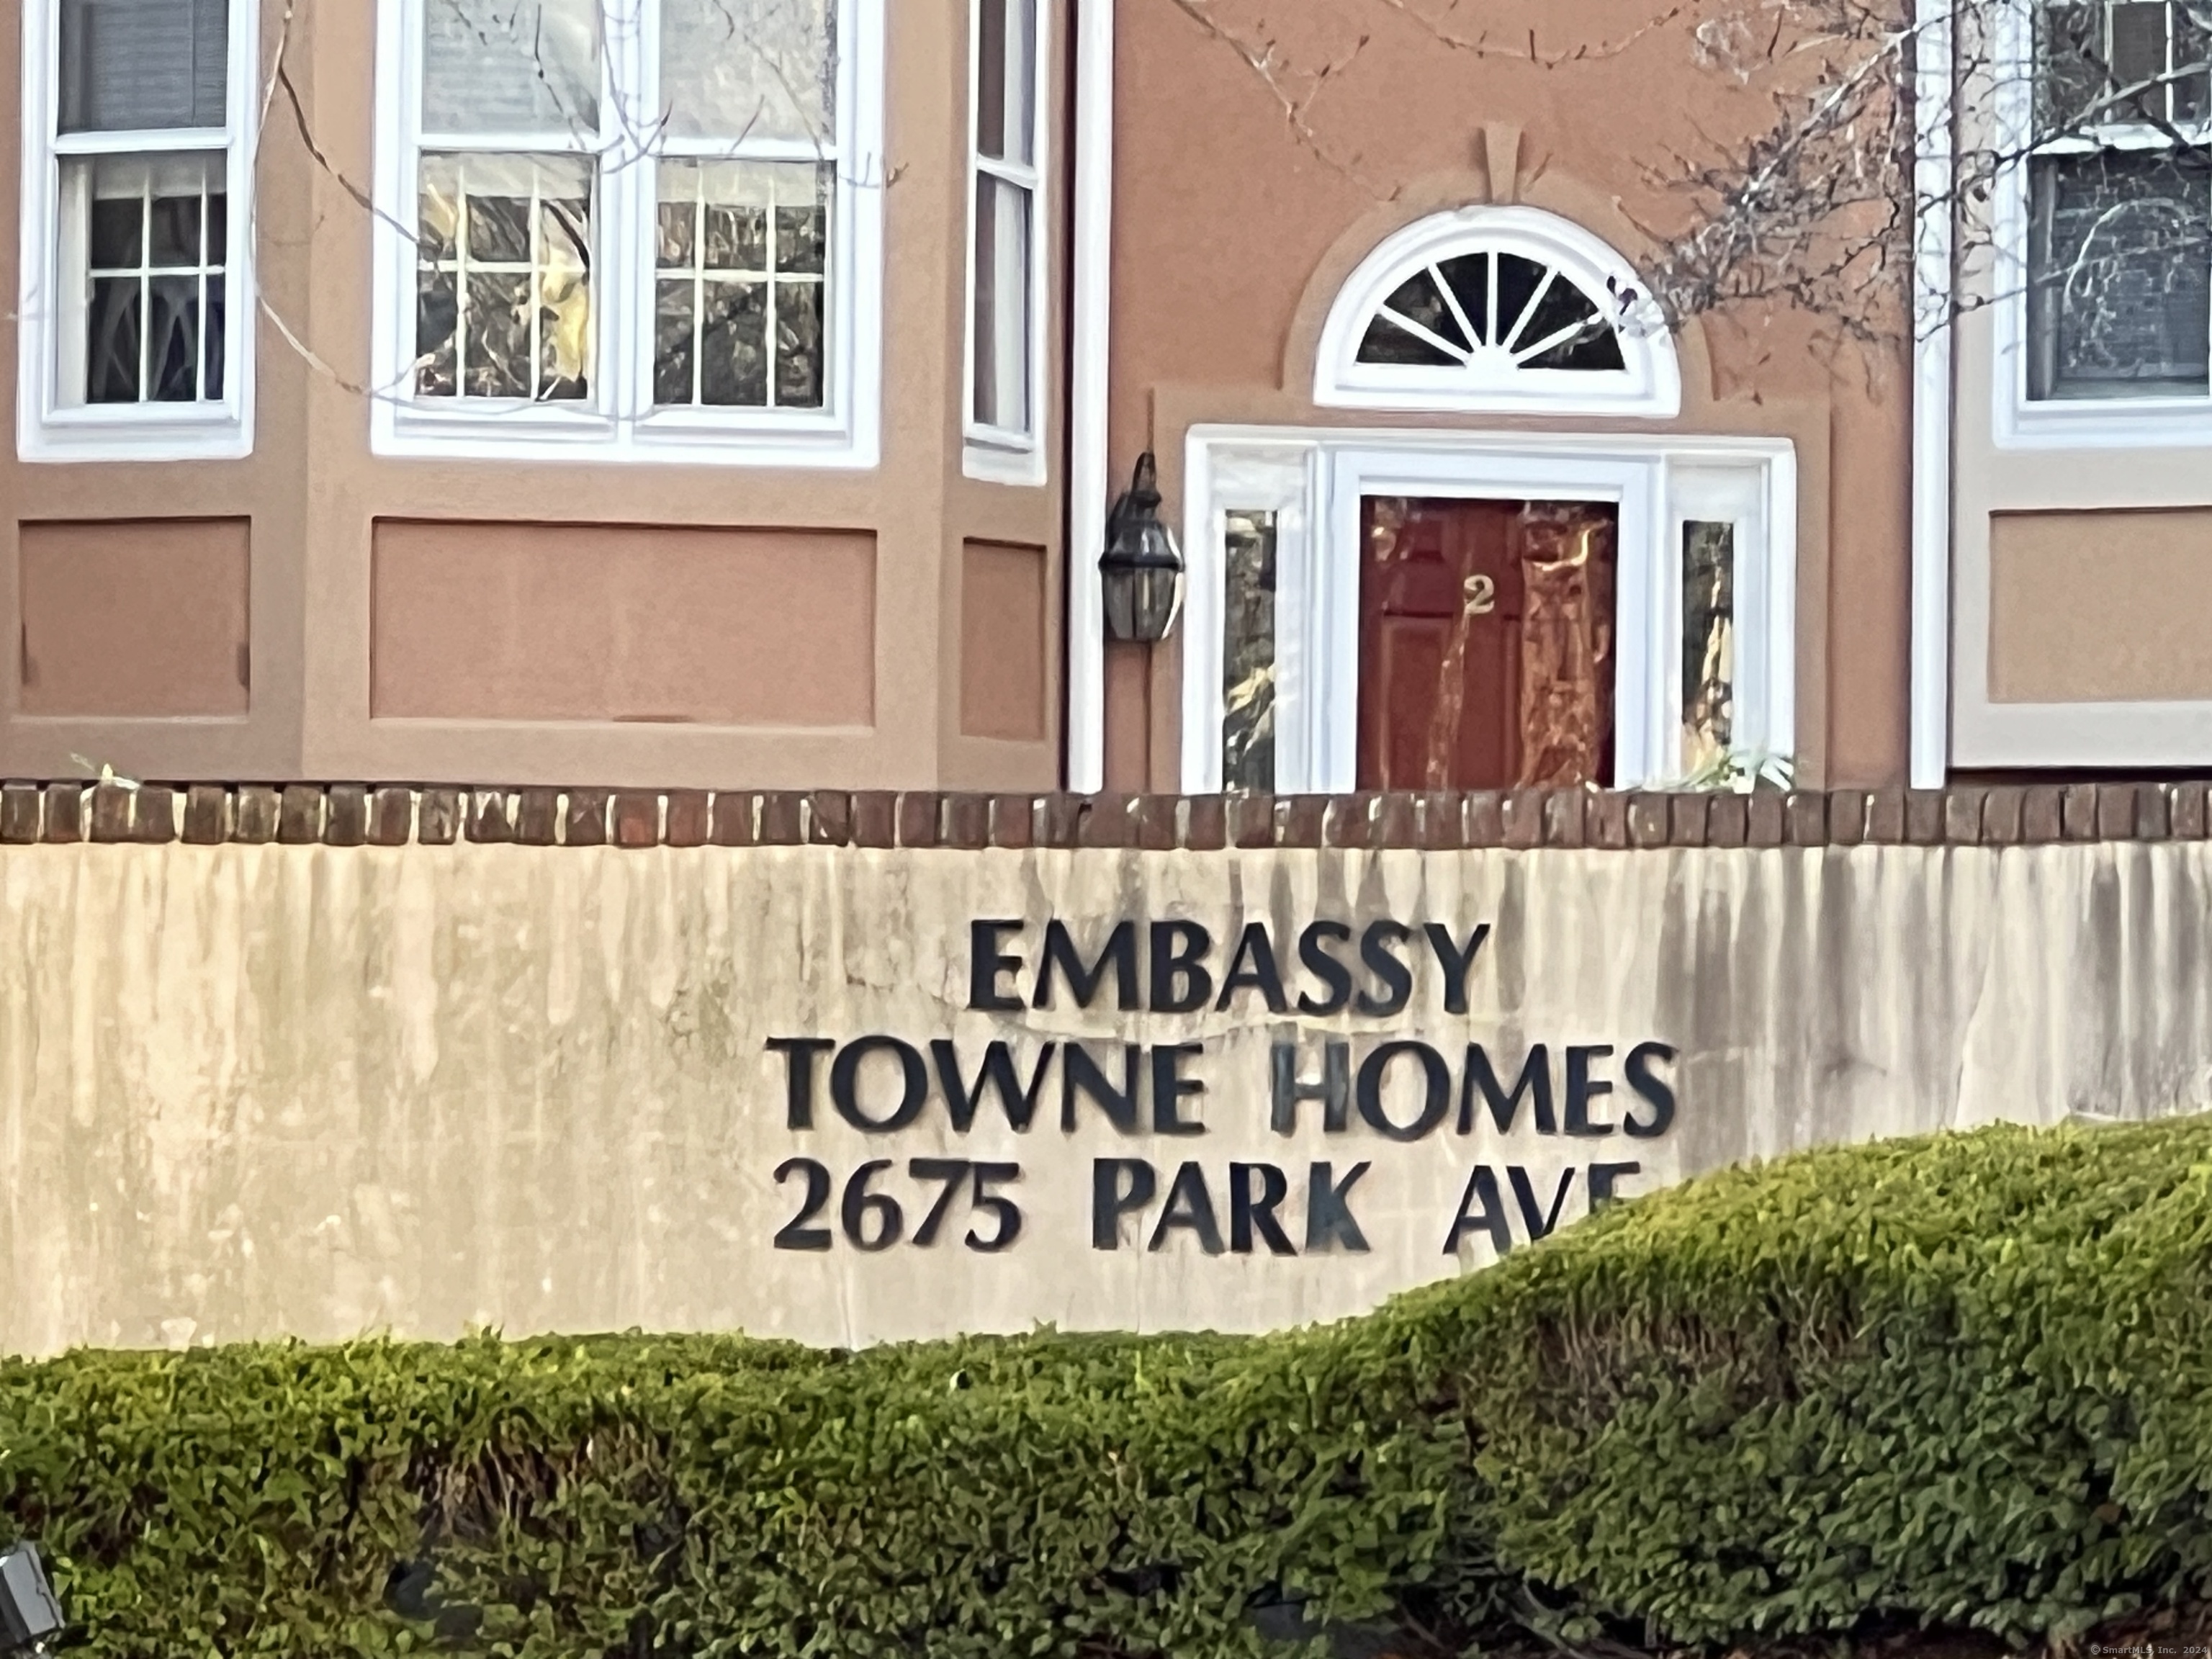 2
EMBASSY
TOWNE HOMES
2675 PARK AVE
© SmartMLS, Inc. 2024